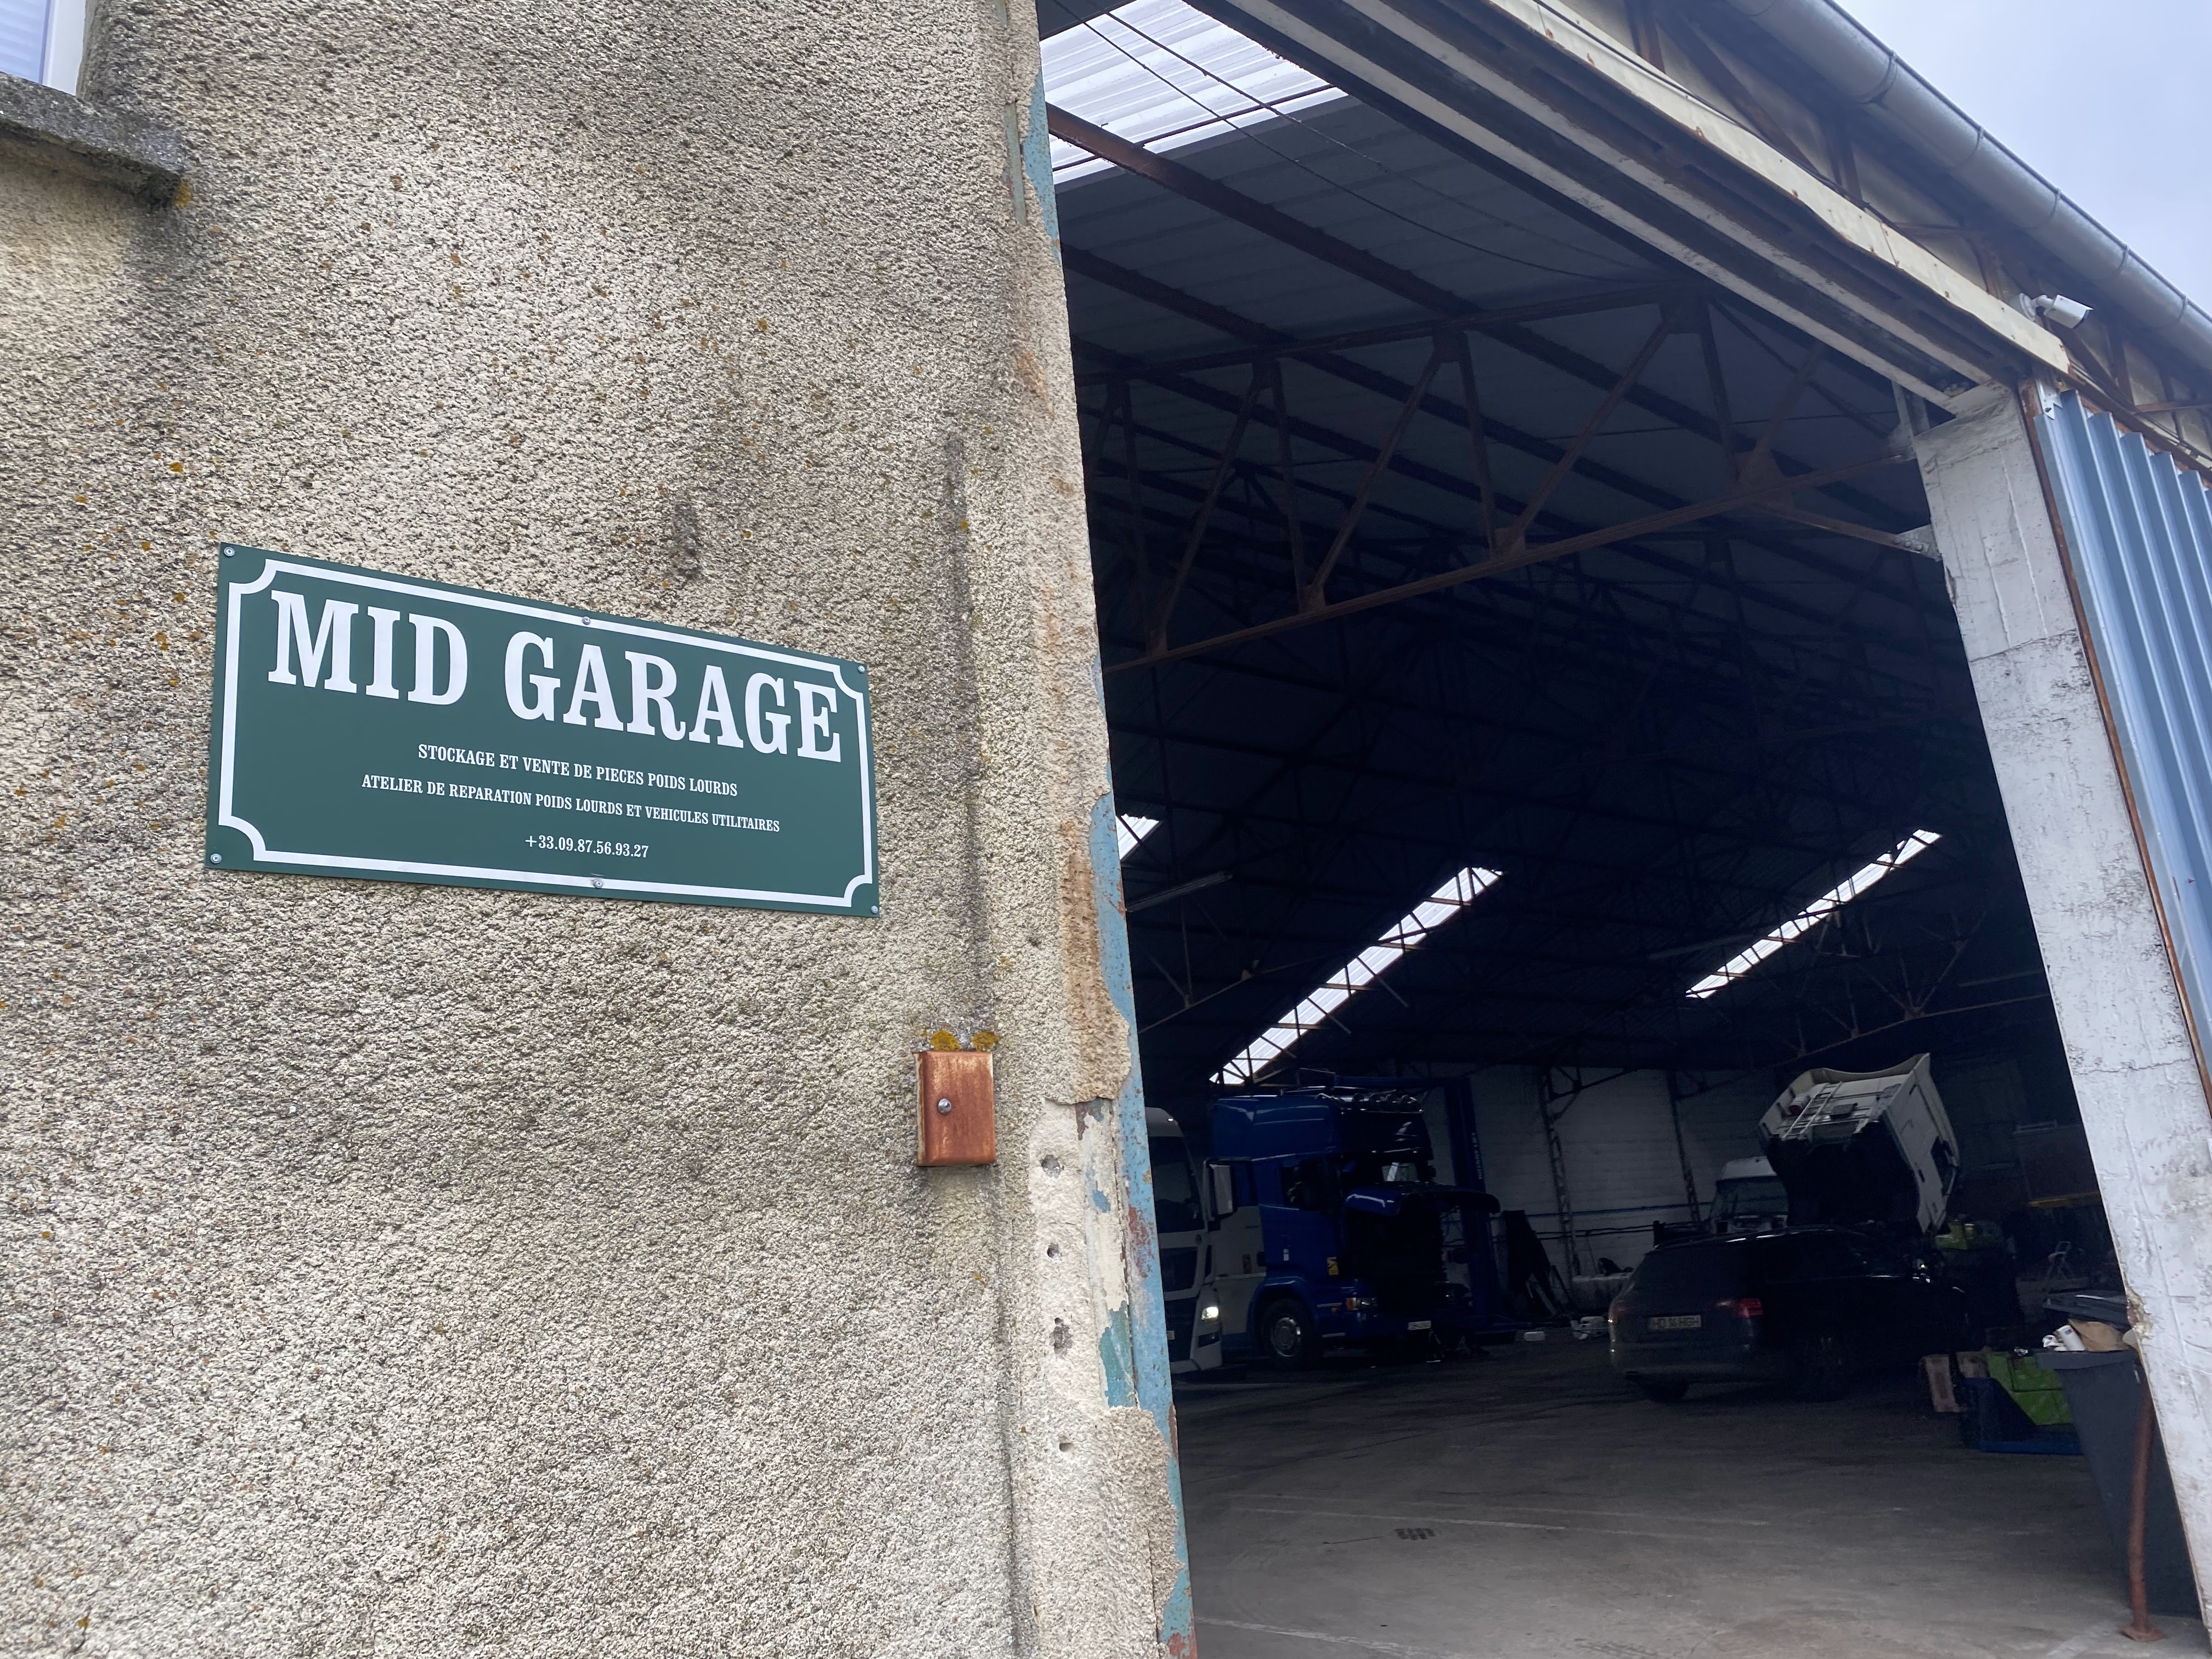 MID GARAGE
STOCKAGE ET VENTE DE PIECES POIDS LOURDS
ATELIER DE REPARATION POIDS LOURDS ET VEHICULES UTILITAIRES
+33.09.87.56.93.27